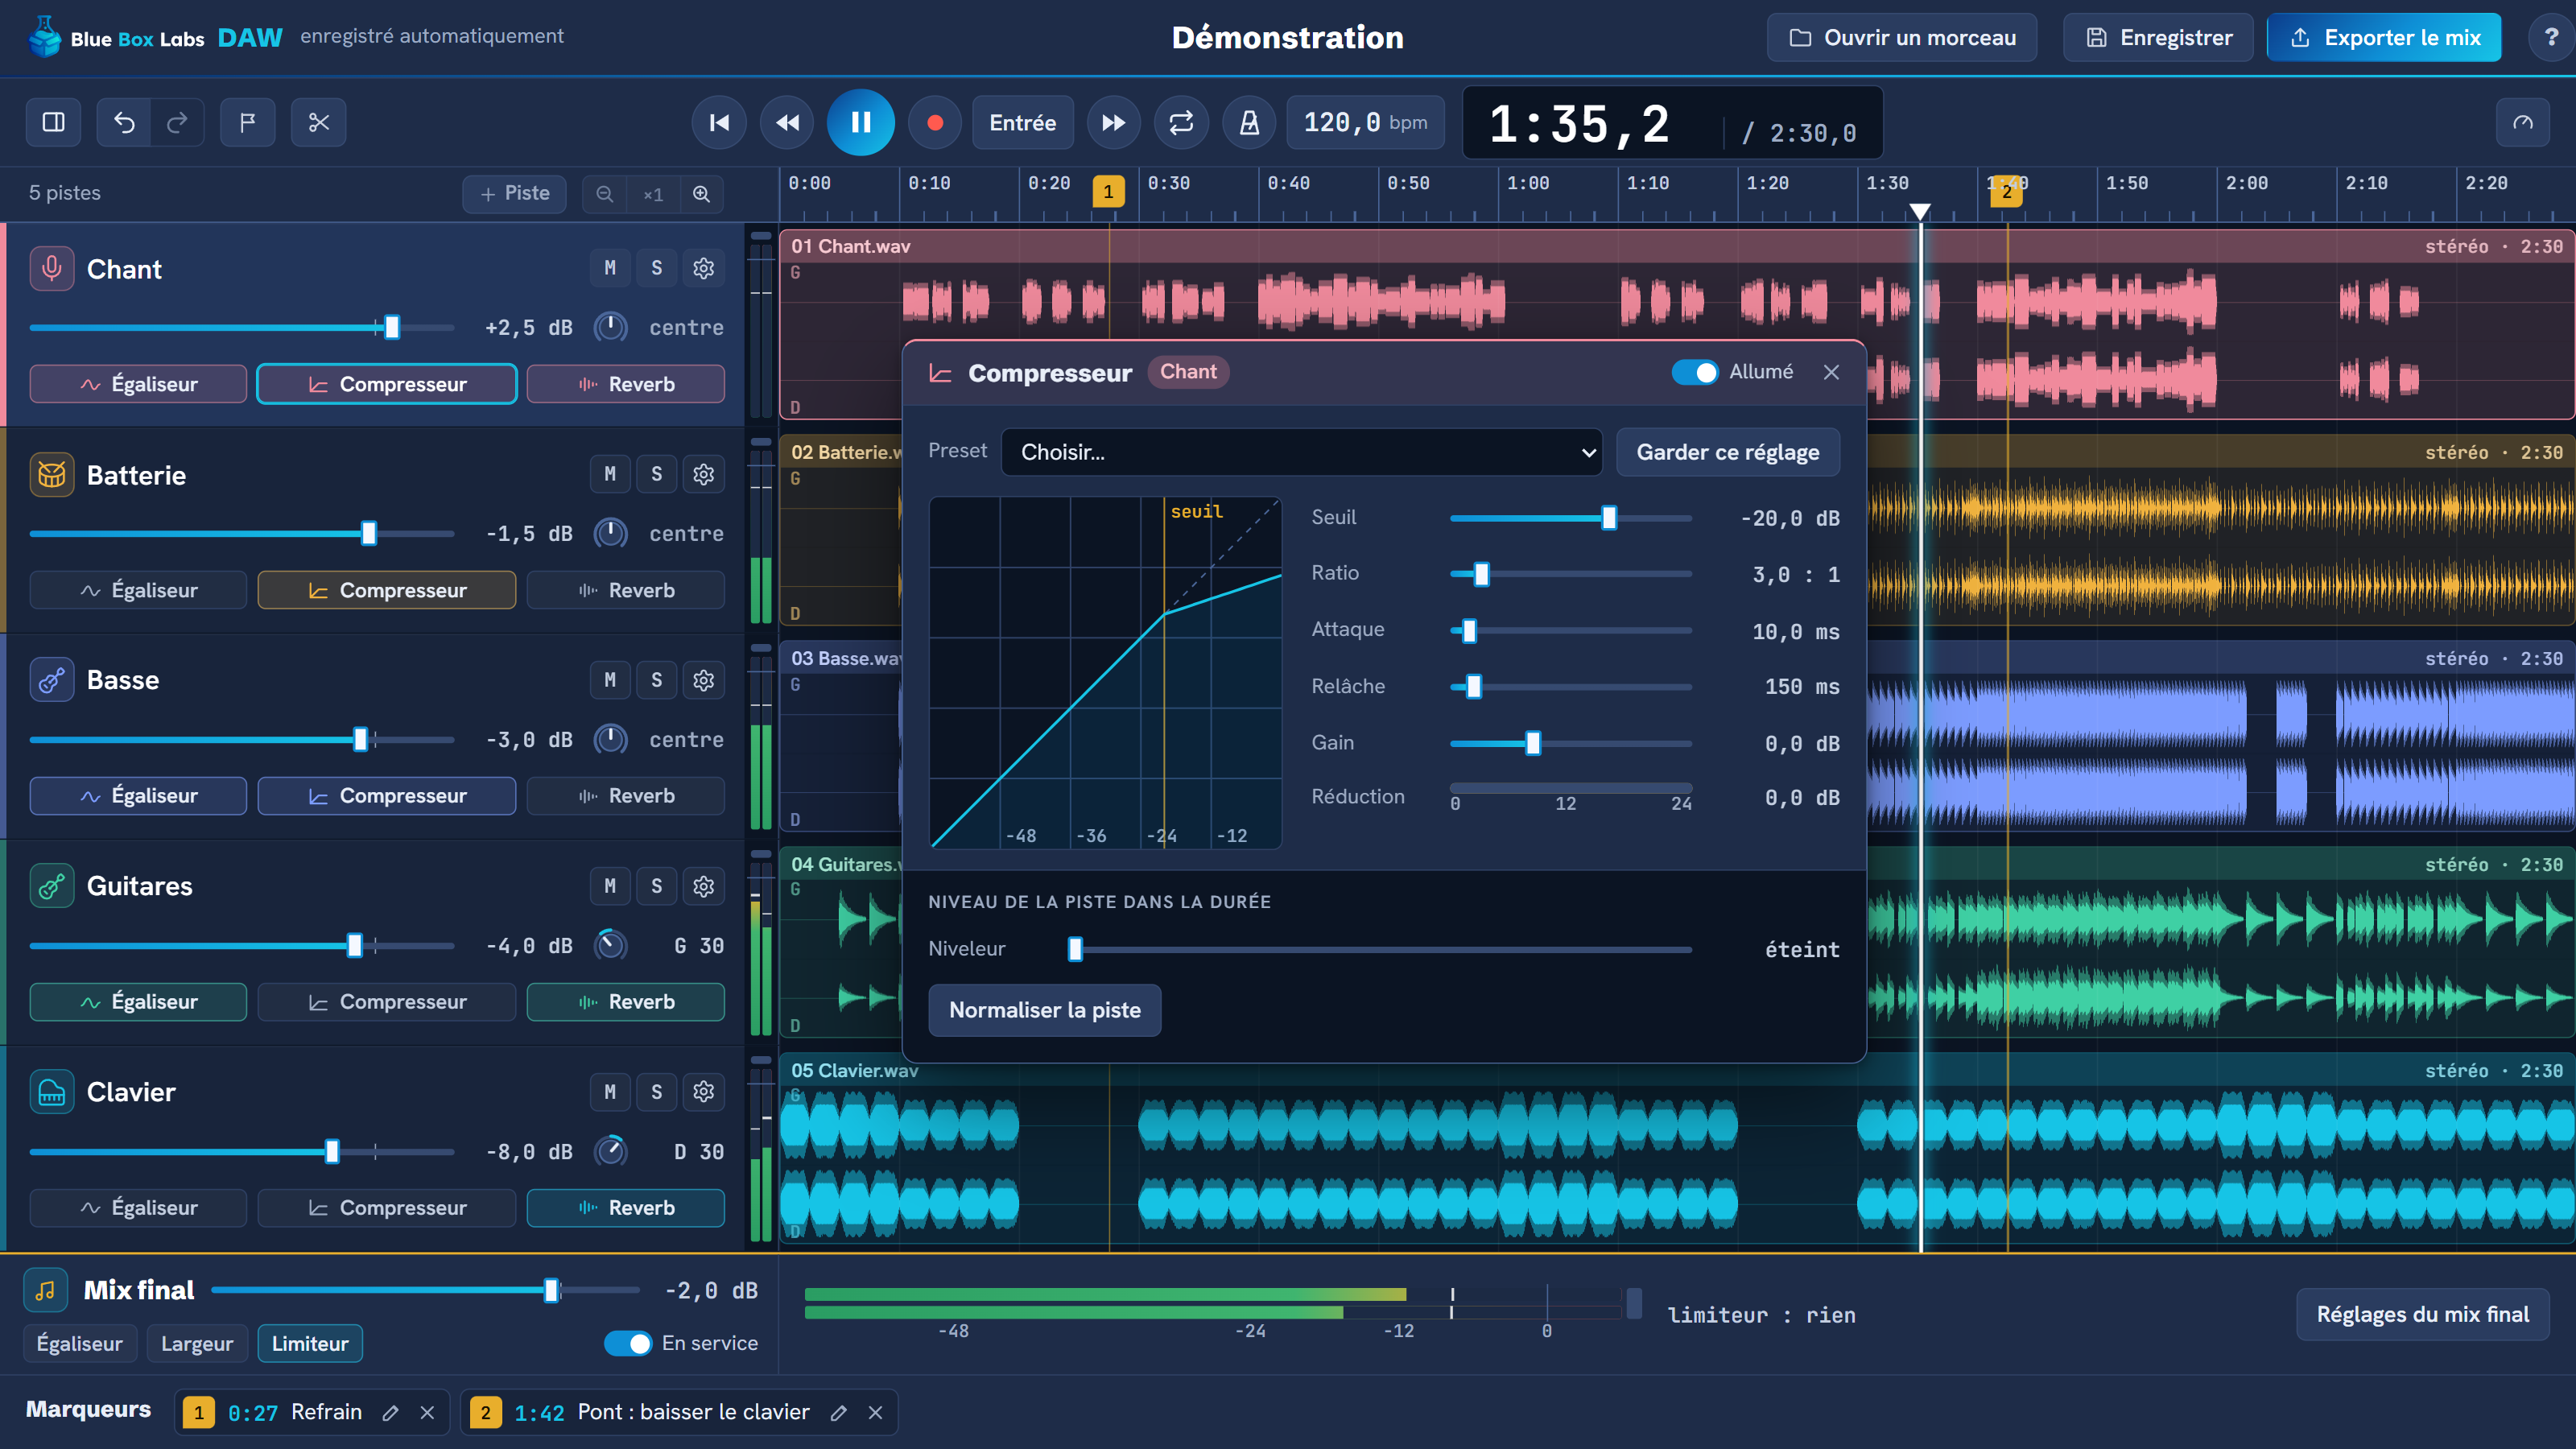 Blue Box Labs DAW enregistré automatiquement
Démonstration
Ouvrir un morceau
Enregistrer
Exporter le mix
?
Entrée
120,0 bpm
1:35,2 / 2:30,0
5 pistes
+ Piste
×1
0:00 0:10 0:20 1 0:30 0:40 0:50 1:00 1:10 1:20 1:30 1:40 2 1:50 2:00 2:10 2:20
Chant
M S
+2,5 dB centre
Égaliseur Compresseur Reverb
01 Chant.wav
stéréo · 2:30
G
D
Batterie
M S
-1,5 dB centre
Égaliseur Compresseur Reverb
02 Batterie.w
stéréo · 2:30
G
D
Basse
M S
-3,0 dB centre
Égaliseur Compresseur Reverb
03 Basse.wav
stéréo · 2:30
G
D
Guitares
M S
-4,0 dB G 30
Égaliseur Compresseur Reverb
04 Guitares.
stéréo · 2:30
G
D
Clavier
M S
-8,0 dB D 30
Égaliseur Compresseur Reverb
05 Clavier.wav
stéréo · 2:30
G
D
Compresseur Chant
Allumé
Preset Choisir... Garder ce réglage
seuil
-48 -36 -24 -12
Seuil -20,0 dB
Ratio 3,0 : 1
Attaque 10,0 ms
Relâche 150 ms
Gain 0,0 dB
Réduction 0 12 24 0,0 dB
NIVEAU DE LA PISTE DANS LA DURÉE
Niveleur éteint
Normaliser la piste
Mix final -2,0 dB
Égaliseur Largeur Limiteur En service
-48 -24 -12 0
limiteur : rien
Réglages du mix final
Marqueurs
1 0:27 Refrain
2 1:42 Pont : baisser le clavier